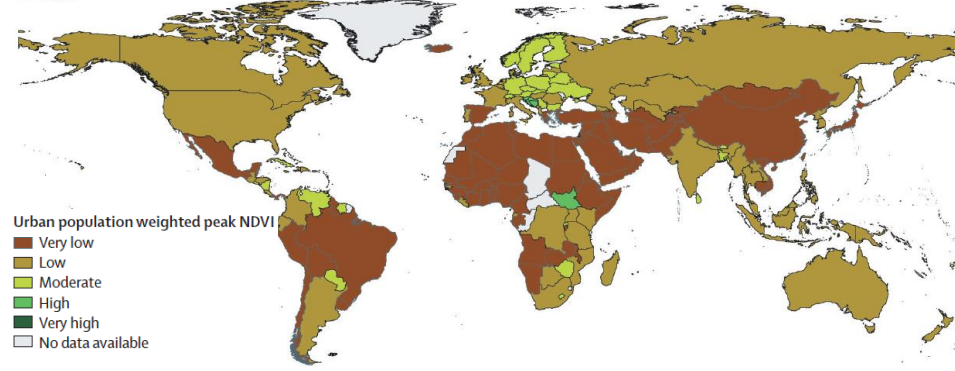 Urban population weighted peak NDVI
Very low
Low
Moderate
High
Very high
No data available